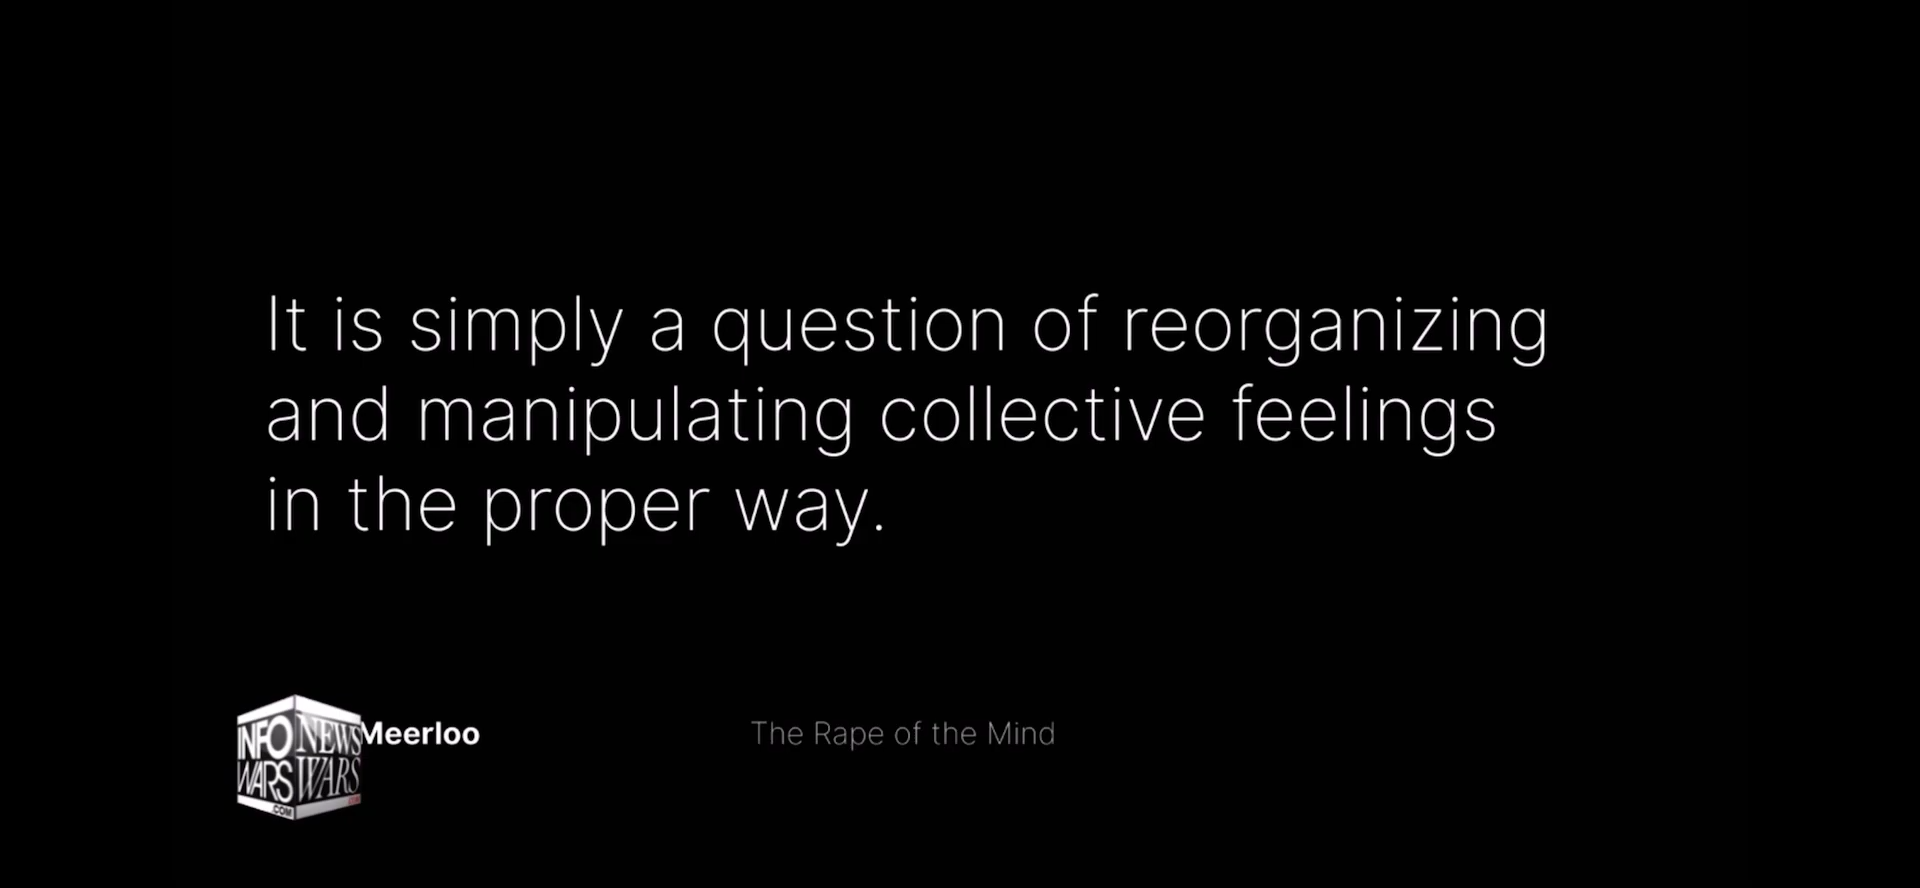 It is simply a question of reorganizing
and manipulating collective feelings
in the proper way.
Meerloo
The Rape of the Mind
INFO
WARS
.COM
NEWS
WARS